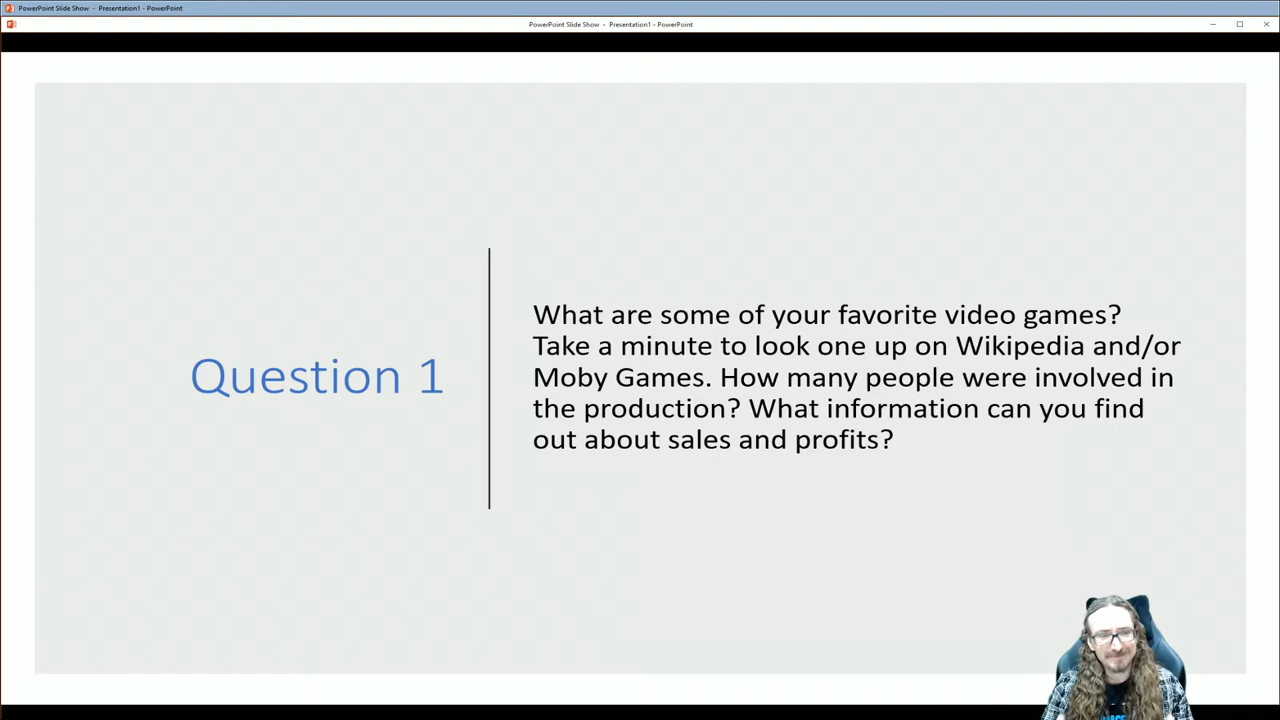 PowerPoint Slide Show - Presentation1 - PowerPoint
PowerPoint Slide Show - Presentation1 - PowerPoint
Question 1
What are some of your favorite video games?
Take a minute to look one up on Wikipedia and/or
Moby Games. How many people were involved in
the production? What information can you find
out about sales and profits?